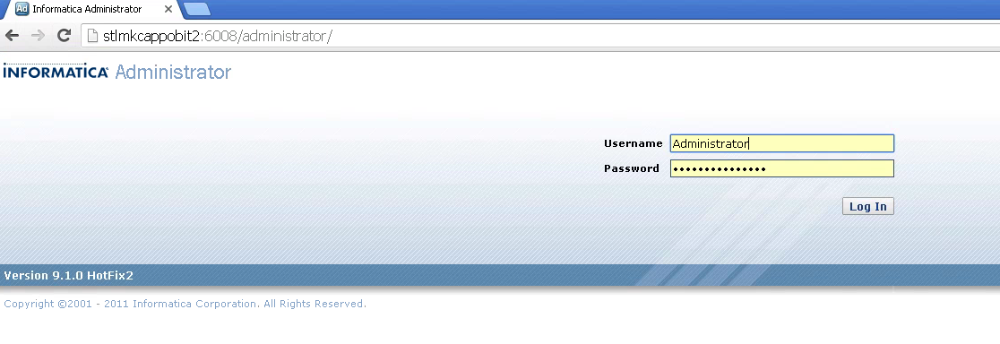 Ad Informatica Administrator
stlmkcappobit2:6008/administrator/
INFORMATICA Administrator
Username Administrator
Password •••••••••••••••
Log In
Version 9.1.0 HotFix2
Copyright ©2001 - 2011 Informatica Corporation. All Rights Reserved.